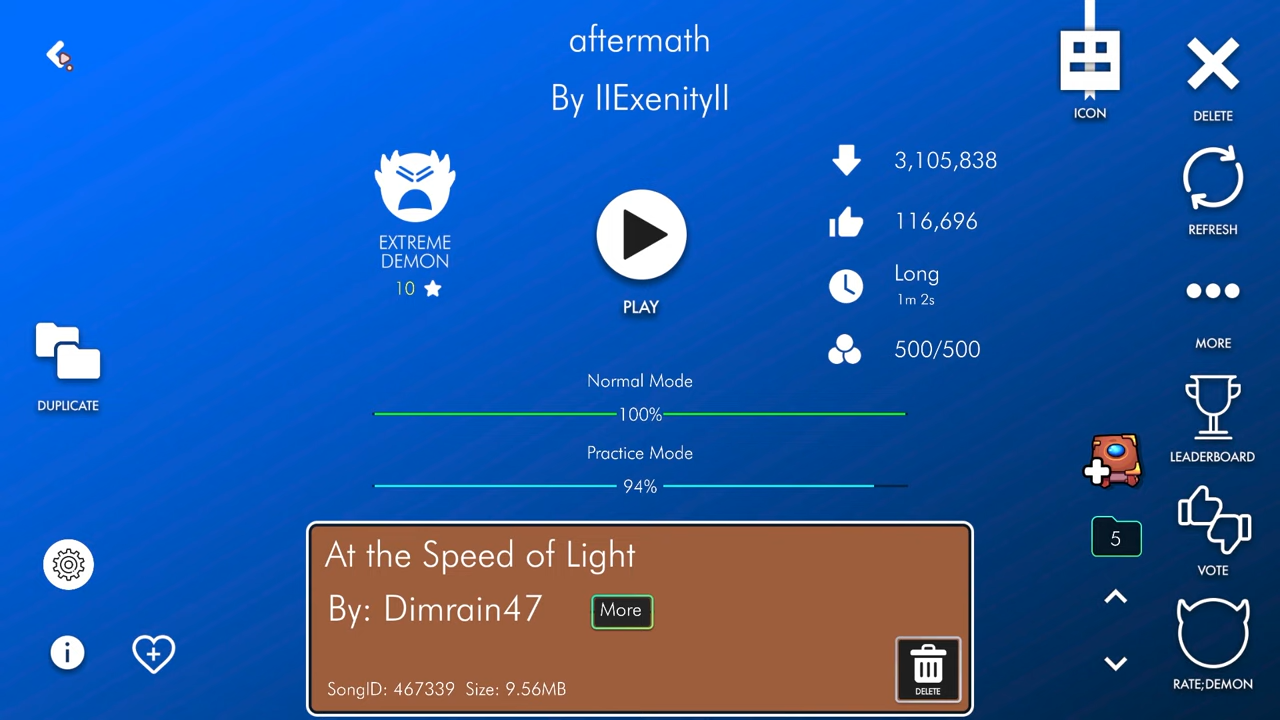 aftermath
By IlExenityIl
ICON
DELETE
3,105,838
116,696
EXTREME
DEMON
10
REFRESH
Long
1m 2s
PLAY
MORE
500/500
Normal Mode
100%
DUPLICATE
Practice Mode
94%
LEADERBOARD
At the Speed of Light
By: Dimrain47
More
5
VOTE
SongID: 467339 Size: 9.56MB
DELETE
RATE;DEMON